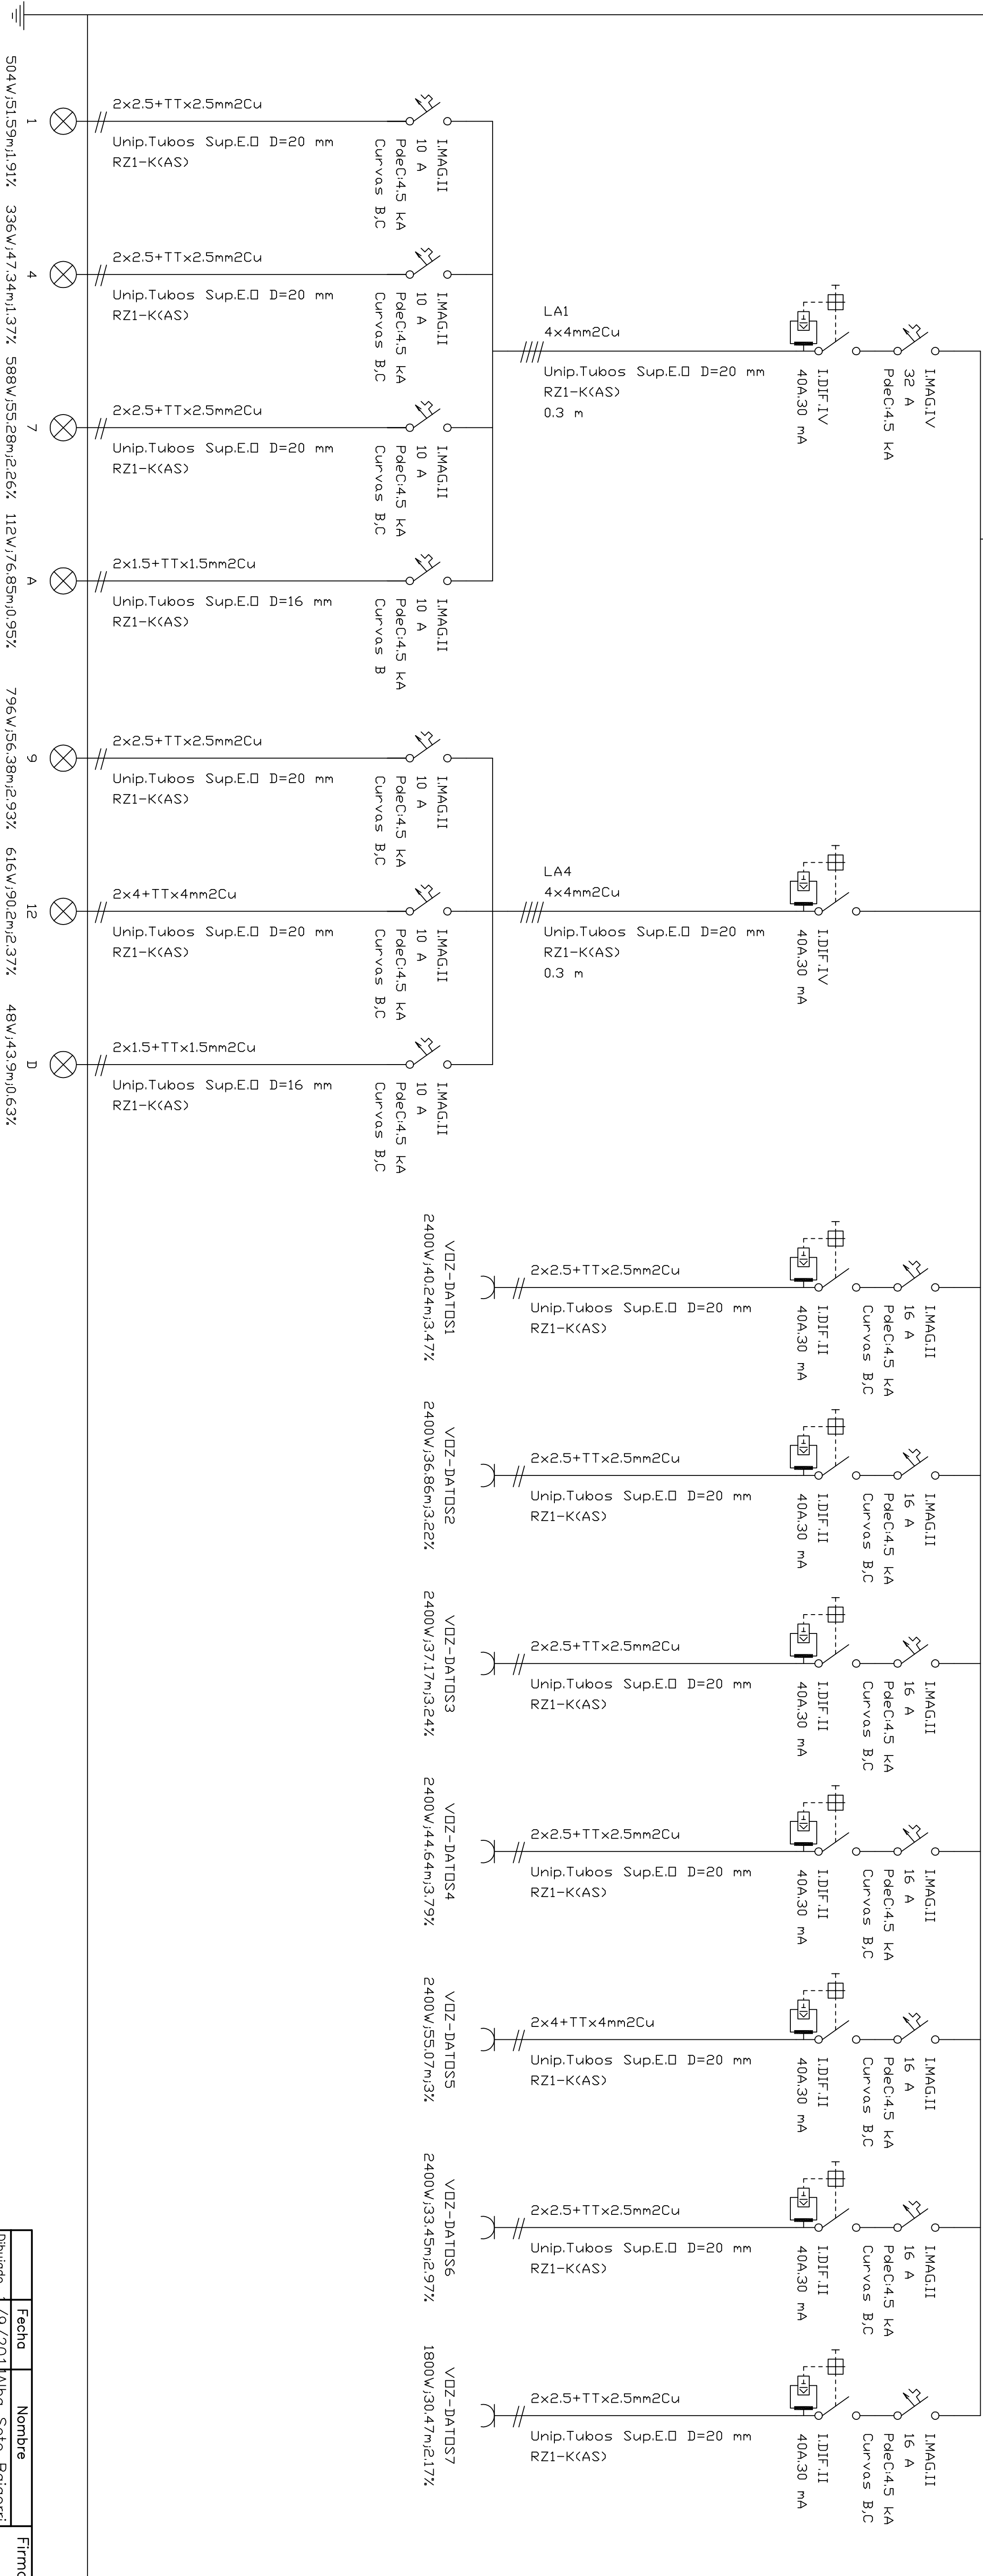 LA1
4x4mm2Cu
Unip.Tubos Sup.E.O D=20 mm
RZ1-K(AS)
0.3 m
I.MAG.IV
32 A
PdeC:4.5 kA
I.DIF.IV
40A.30 mA
2x2.5+TTx2.5mm2Cu
Unip.Tubos Sup.E.O D=20 mm
RZ1-K(AS)
I.MAG.II
10 A
PdeC:4.5 kA
Curvas B,C
1
504W;51.59m;1.91%
2x2.5+TTx2.5mm2Cu
Unip.Tubos Sup.E.O D=20 mm
RZ1-K(AS)
I.MAG.II
10 A
PdeC:4.5 kA
Curvas B,C
4
336W;47.34m;1.37%
2x2.5+TTx2.5mm2Cu
Unip.Tubos Sup.E.O D=20 mm
RZ1-K(AS)
I.MAG.II
10 A
PdeC:4.5 kA
Curvas B,C
7
588W;55.28m;2.26%
2x1.5+TTx1.5mm2Cu
Unip.Tubos Sup.E.O D=16 mm
RZ1-K(AS)
I.MAG.II
10 A
PdeC:4.5 kA
Curvas B
A
112W;76.85m;0.95%
LA4
4x4mm2Cu
Unip.Tubos Sup.E.O D=20 mm
RZ1-K(AS)
0.3 m
I.DIF.IV
40A.30 mA
2x2.5+TTx2.5mm2Cu
Unip.Tubos Sup.E.O D=20 mm
RZ1-K(AS)
I.MAG.II
10 A
PdeC:4.5 kA
Curvas B,C
9
796W;56.38m;2.93%
2x4+TTx4mm2Cu
Unip.Tubos Sup.E.O D=20 mm
RZ1-K(AS)
I.MAG.II
10 A
PdeC:4.5 kA
Curvas B,C
12
616W;90.2m;2.37%
2x1.5+TTx1.5mm2Cu
Unip.Tubos Sup.E.O D=16 mm
RZ1-K(AS)
I.MAG.II
10 A
PdeC:4.5 kA
Curvas B,C
D
48W;43.9m;0.63%
I.MAG.II
16 A
PdeC:4.5 kA
Curvas B,C
I.DIF.II
40A.30 mA
2x2.5+TTx2.5mm2Cu
Unip.Tubos Sup.E.O D=20 mm
RZ1-K(AS)
VOZ-DATOS1
2400W;40.24m;3.47%
I.MAG.II
16 A
PdeC:4.5 kA
Curvas B,C
I.DIF.II
40A.30 mA
2x2.5+TTx2.5mm2Cu
Unip.Tubos Sup.E.O D=20 mm
RZ1-K(AS)
VOZ-DATOS2
2400W;36.86m;3.22%
I.MAG.II
16 A
PdeC:4.5 kA
Curvas B,C
I.DIF.II
40A.30 mA
2x2.5+TTx2.5mm2Cu
Unip.Tubos Sup.E.O D=20 mm
RZ1-K(AS)
VOZ-DATOS3
2400W;37.17m;3.24%
I.MAG.II
16 A
PdeC:4.5 kA
Curvas B,C
I.DIF.II
40A.30 mA
2x2.5+TTx2.5mm2Cu
Unip.Tubos Sup.E.O D=20 mm
RZ1-K(AS)
VOZ-DATOS4
2400W;44.64m;3.79%
I.MAG.II
16 A
PdeC:4.5 kA
Curvas B,C
I.DIF.II
40A.30 mA
2x4+TTx4mm2Cu
Unip.Tubos Sup.E.O D=20 mm
RZ1-K(AS)
VOZ-DATOS5
2400W;55.07m;3%
I.MAG.II
16 A
PdeC:4.5 kA
Curvas B,C
I.DIF.II
40A.30 mA
2x2.5+TTx2.5mm2Cu
Unip.Tubos Sup.E.O D=20 mm
RZ1-K(AS)
VOZ-DATOS6
2400W;33.45m;2.97%
I.MAG.II
16 A
PdeC:4.5 kA
Curvas B,C
I.DIF.II
40A.30 mA
2x2.5+TTx2.5mm2Cu
Unip.Tubos Sup.E.O D=20 mm
RZ1-K(AS)
VOZ-DATOS7
1800W;30.47m;2.17%
Fecha Nombre Firma